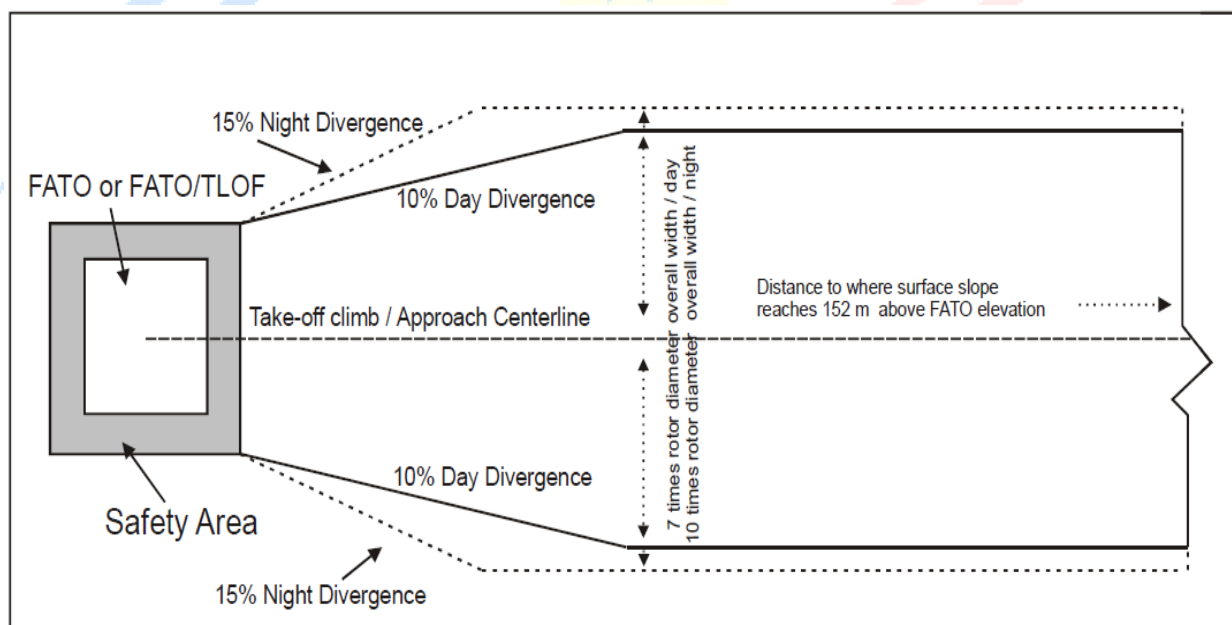 15% Night Divergence
FATO or FATO/TLOF
10% Day Divergence
7 times rotor diameter overall width / day
10 times rotor diameter overall width / night
Distance to where surface slope
reaches 152 m above FATO elevation
Take-off climb / Approach Centerline
10% Day Divergence
Safety Area
15% Night Divergence